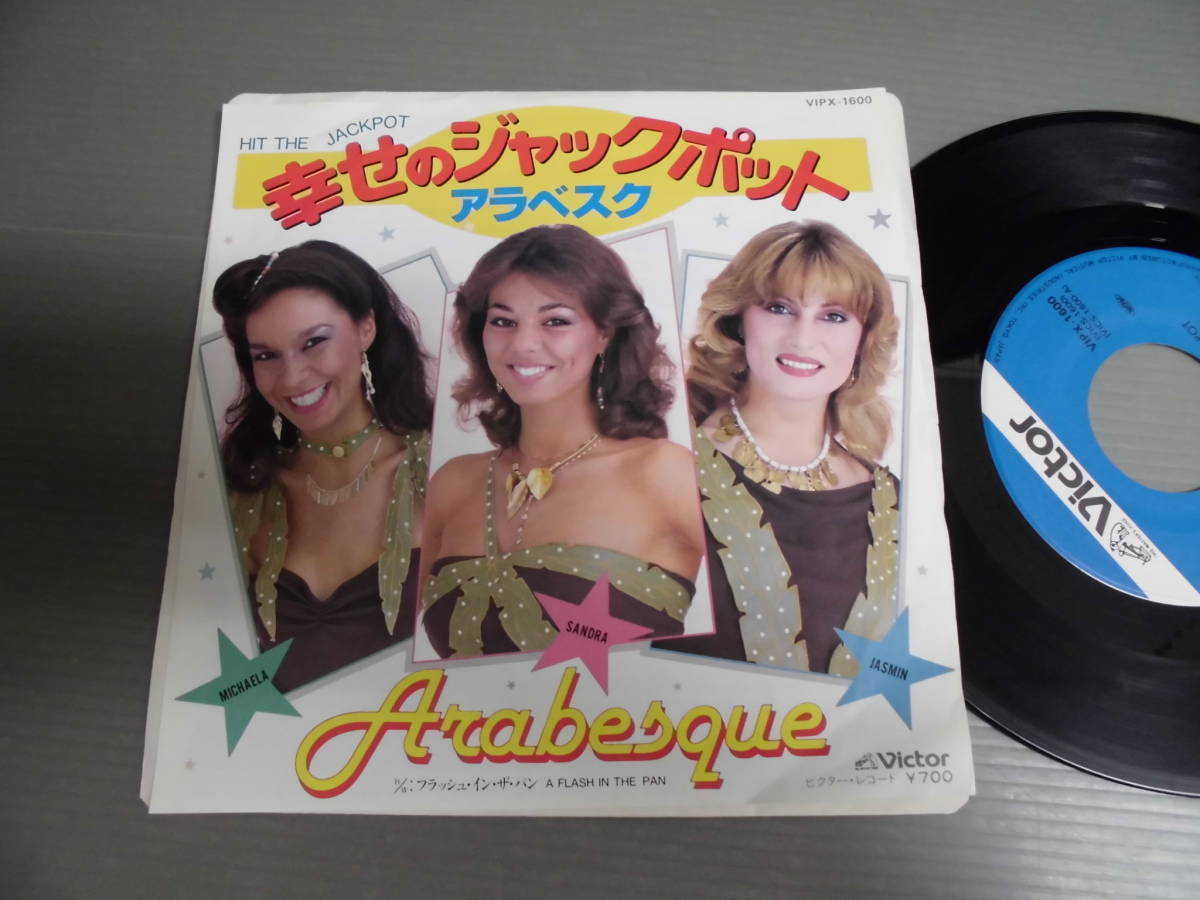 VIPX-1600
HIT THE JACKPOT
幸せのジャックポット
アラベスク
MICHAELA
SANDRA
JASMIN
Arabesque
B/A:フラッシュ・イン・ザ・パン A FLASH IN THE PAN
Victor
ビクター・レコード ¥700
VIPX 1600
Victor